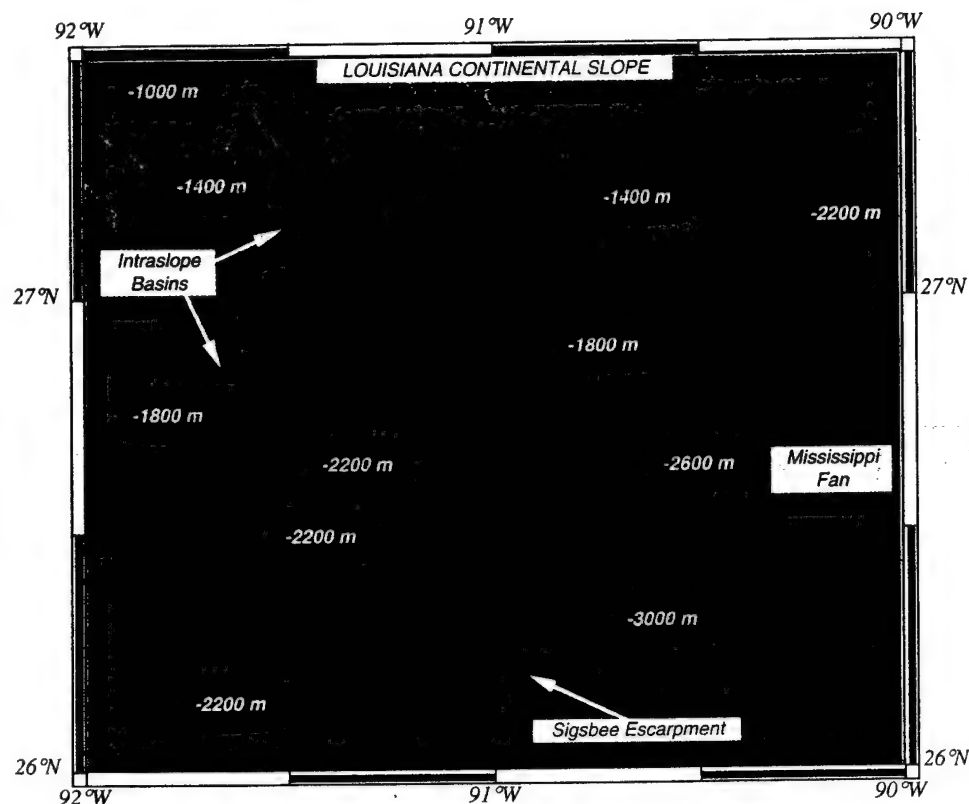 92°W 91°W 90°W
LOUISIANA CONTINENTAL SLOPE
-1000 m
-1400 m
-1400 m
-2200 m
Intraslope
Basins
27°N
27°N
-1800 m
-1800 m
-2200 m
-2600 m
Mississippi
Fan
-2200 m
-3000 m
-2200 m
Sigsbee Escarpment
26°N
26°N
92°W 91°W 90°W